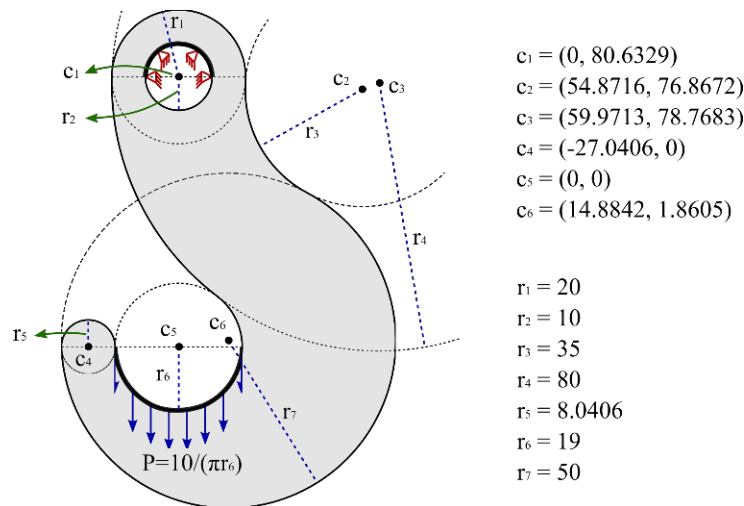 r₁
c₁
r₂
c₂
c₃
r₃
r₄
r₅
c₄
c₅
c₆
r₆
r₇
P=10/(πr₆)
c₁ = (0, 80.6329)
c₂ = (54.8716, 76.8672)
c₃ = (59.9713, 78.7683)
c₄ = (-27.0406, 0)
c₅ = (0, 0)
c₆ = (14.8842, 1.8605)
r₁ = 20
r₂ = 10
r₃ = 35
r₄ = 80
r₅ = 8.0406
r₆ = 19
r₇ = 50